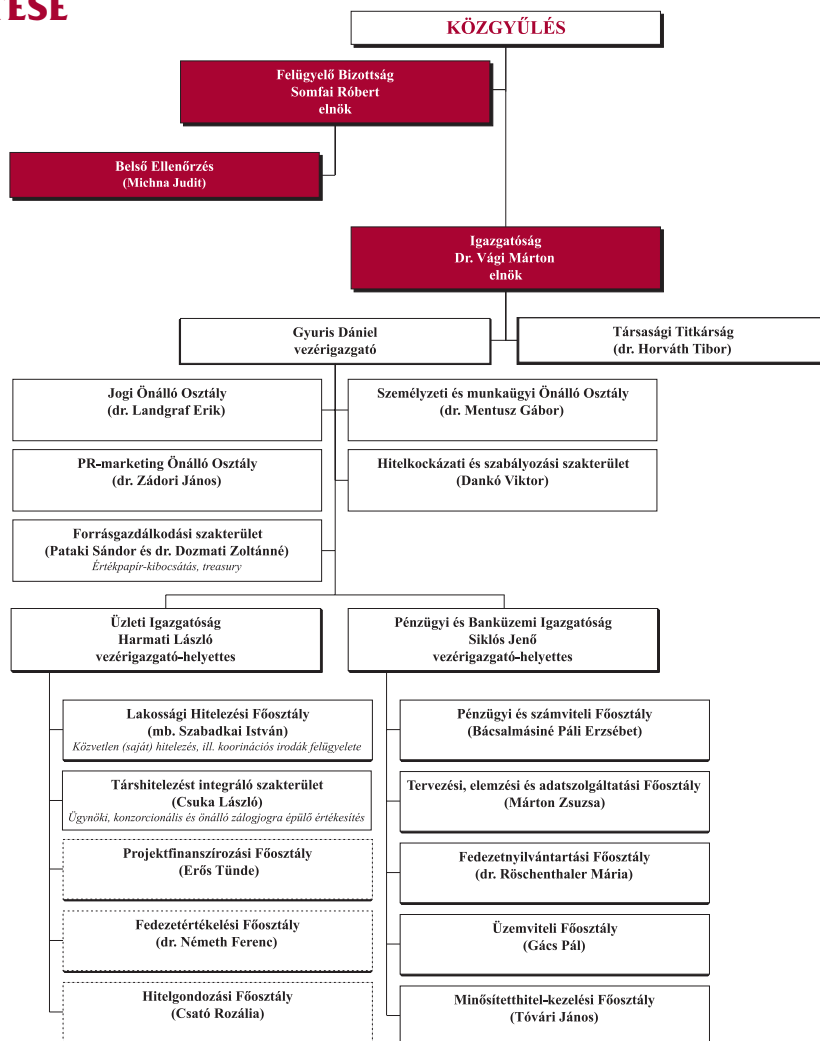 KÖZGYŰLÉS
Felügyelő Bizottság
Somfai Róbert
elnök
Belső Ellenőrzés
(Michna Judit)
Igazgatóság
Dr. Vági Márton
elnök
Gyuris Dániel
vezérigazgató
Társasági Titkárság
(dr. Horváth Tibor)
Jogi Önálló Osztály
(dr. Landgraf Erik)
Személyzeti és munkaügyi Önálló Osztály
(dr. Mentusz Gábor)
PR-marketing Önálló Osztály
(dr. Zádori János)
Hitelkockázati és szabályozási szakterület
(Dankó Viktor)
Forrásgazdálkodási szakterület
(Pataki Sándor és dr. Dozmati Zoltánné)
Értékpapír-kibocsátás, treasury
Üzleti Igazgatóság
Harmati László
vezérigazgató-helyettes
Pénzügyi és Banküzemi Igazgatóság
Siklós Jenő
vezérigazgató-helyettes
Lakossági Hitelezési Főosztály
(mb. Szabadkai István)
Közvetlen (saját) hitelezés, ill. koorinációs irodák felügyelete
Társhitelezést integráló szakterület
(Csuka László)
Ügynöki, konzorcionális és önálló zálogjogra épülő értékesítés
Projektfinanszírozási Főosztály
(Erős Tünde)
Fedezetértékelési Főosztály
(dr. Németh Ferenc)
Hitelgondozási Főosztály
(Csató Rozália)
Pénzügyi és számviteli Főosztály
(Bácsalmásiné Páli Erzsébet)
Tervezési, elemzési és adatszolgáltatási Főosztály
(Márton Zsuzsa)
Fedezetnyilvántartási Főosztály
(dr. Röschenthaler Mária)
Üzemviteli Főosztály
(Gács Pál)
Minősítetthitel-kezelési Főosztály
(Tóvári János)